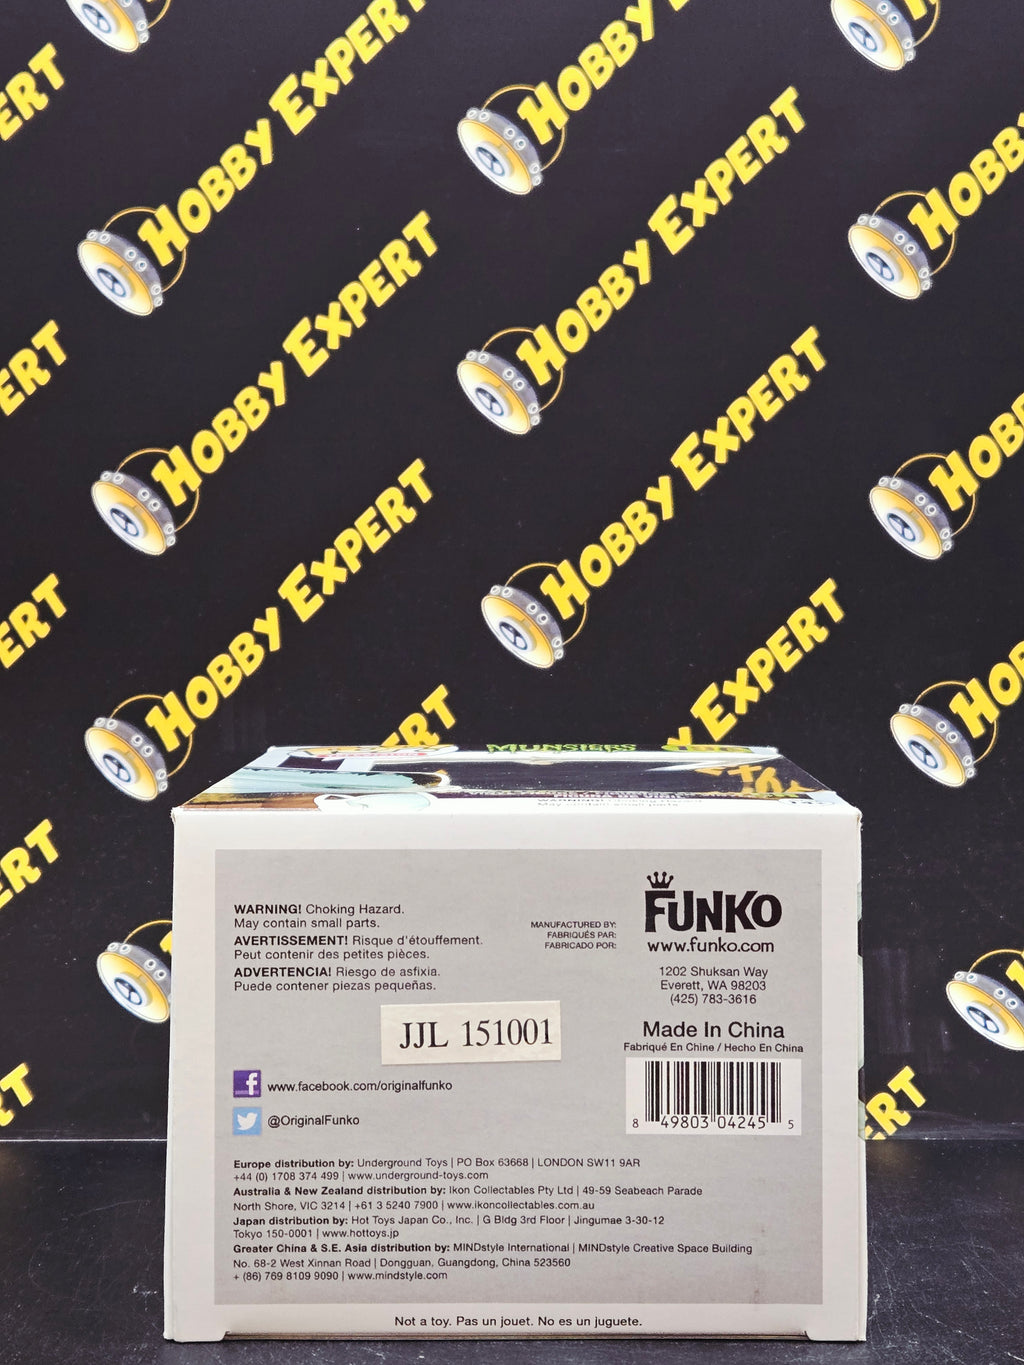 HOBBY EXPERT
HOBBY EXPERT
HOBBY EXPERT
HOBBY EXPERT
HOBBY EXPERT
HOBBY EXPERT
MUNSTERS
WARNING! Choking Hazard.
May contain small parts.
AVERTISSEMENT! Risque d'étouffement.
Peut contenir des petites pièces.
ADVERTENCIA! Riesgo de asfixia.
Puede contener piezas pequeñas.
MANUFACTURED BY:
FABRIQUÉS PAR:
FABRICADO POR:
FUNKO
www.funko.com
1202 Shuksan Way
Everett, WA 98203
(425) 783-3616
Made In China
Fabriqué En Chine / Hecho En China
JJL 151001
www.facebook.com/originalfunko
@OriginalFunko
8 49803 04245 5
Europe distribution by: Underground Toys | PO Box 63668 | LONDON SW11 9AR
+44 (0) 1708 374 499 | www.underground-toys.com
Australia & New Zealand distribution by: Ikon Collectables Pty Ltd | 49-59 Seabeach Parade
North Shore, VIC 3214 | +61 3 5240 7900 | www.ikoncollectables.com.au
Japan distribution by: Hot Toys Japan Co., Inc. | G Bldg 3rd Floor | Jingumae 3-30-12
Tokyo 150-0001 | www.hottoys.jp
Greater China & S.E. Asia distribution by: MINDstyle International | MINDstyle Creative Space Building
No. 68-2 West Xinnan Road | Dongguan, Guangdong, China 523560
+ (86) 769 8109 9090 | www.mindstyle.com
Not a toy. Pas un jouet. No es un juguete.